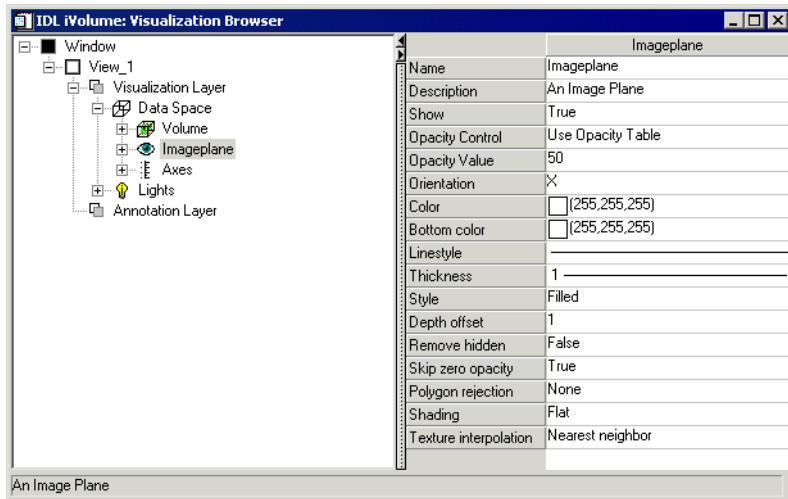 IDL iVolume: Visualization Browser
Window
View_1
Visualization Layer
Data Space
Volume
Imageplane
Axes
Lights
Annotation Layer
Imageplane
Name Imageplane
Description An Image Plane
Show True
Opacity Control Use Opacity Table
Opacity Value 50
Orientation X
Color (255,255,255)
Bottom color (255,255,255)
Linestyle
Thickness 1
Style Filled
Depth offset 1
Remove hidden False
Skip zero opacity True
Polygon rejection None
Shading Flat
Texture interpolation Nearest neighbor
An Image Plane